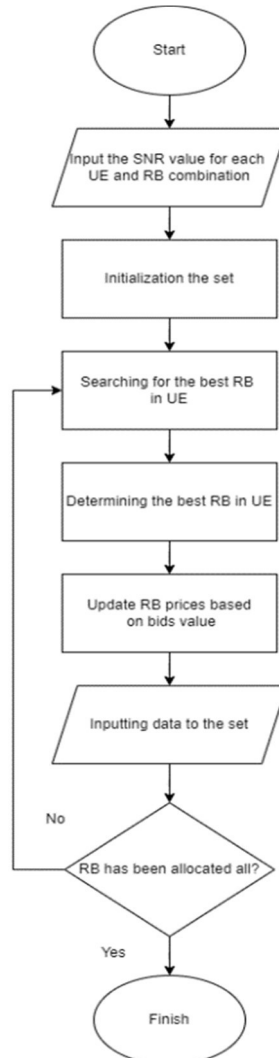 Start
Input the SNR value for each
UE and RB combination
Initialization the set
Searching for the best RB
in UE
Determining the best RB in UE
Update RB prices based
on bids value
Inputting data to the set
No
RB has been allocated all?
Yes
Finish